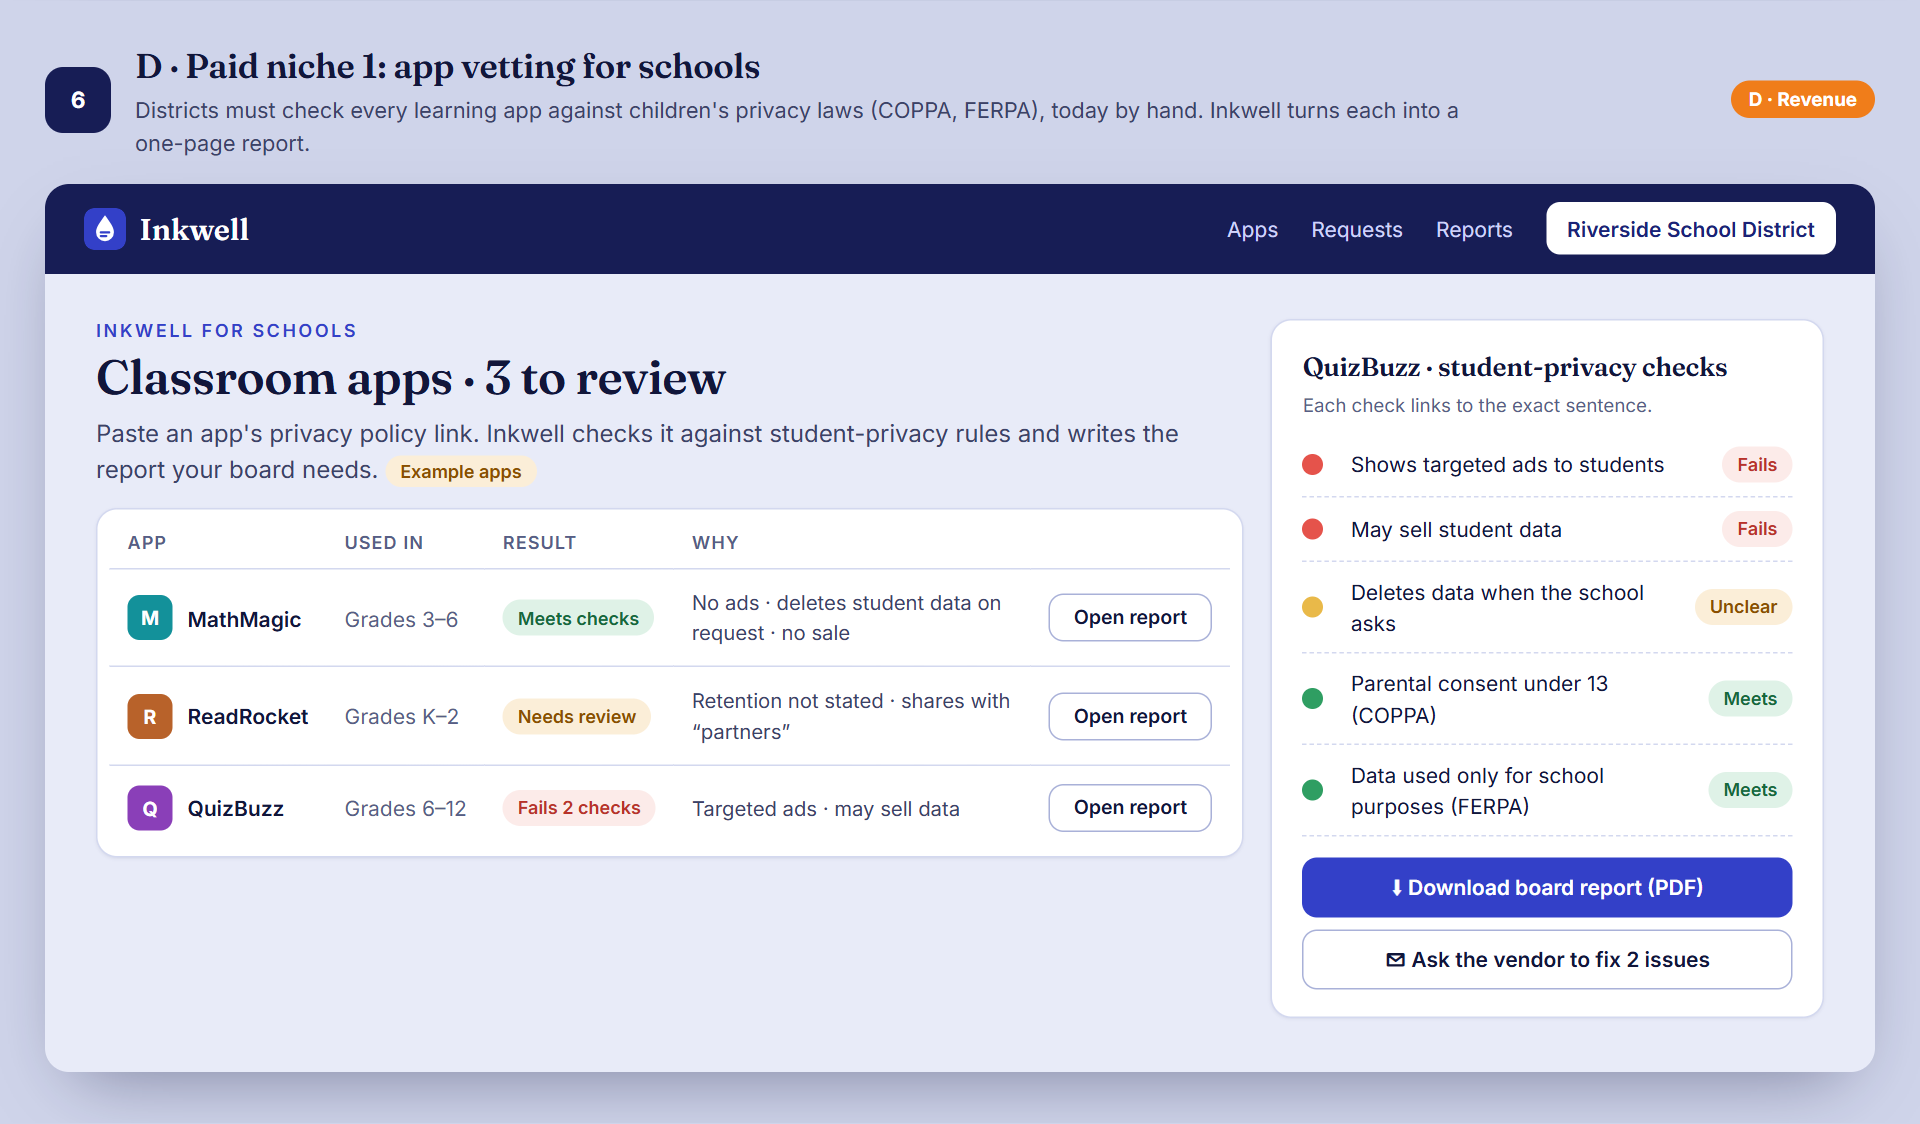 6
D · Paid niche 1: app vetting for schools
Districts must check every learning app against children's privacy laws (COPPA, FERPA), today by hand. Inkwell turns each into a
one-page report.
D · Revenue
Inkwell
Apps
Requests
Reports
Riverside School District
INKWELL FOR SCHOOLS
Classroom apps · 3 to review
Paste an app's privacy policy link. Inkwell checks it against student-privacy rules and writes the
report your board needs. Example apps
APP USED IN RESULT WHY
M MathMagic Grades 3–6 Meets checks No ads · deletes student data on
request · no sale
Open report
R ReadRocket Grades K–2 Needs review Retention not stated · shares with
“partners”
Open report
Q QuizBuzz Grades 6–12 Fails 2 checks Targeted ads · may sell data Open report
QuizBuzz · student-privacy checks
Each check links to the exact sentence.
Shows targeted ads to students Fails
May sell student data Fails
Deletes data when the school
asks
Unclear
Parental consent under 13
(COPPA)
Meets
Data used only for school
purposes (FERPA)
Meets
⬇ Download board report (PDF)
✉ Ask the vendor to fix 2 issues